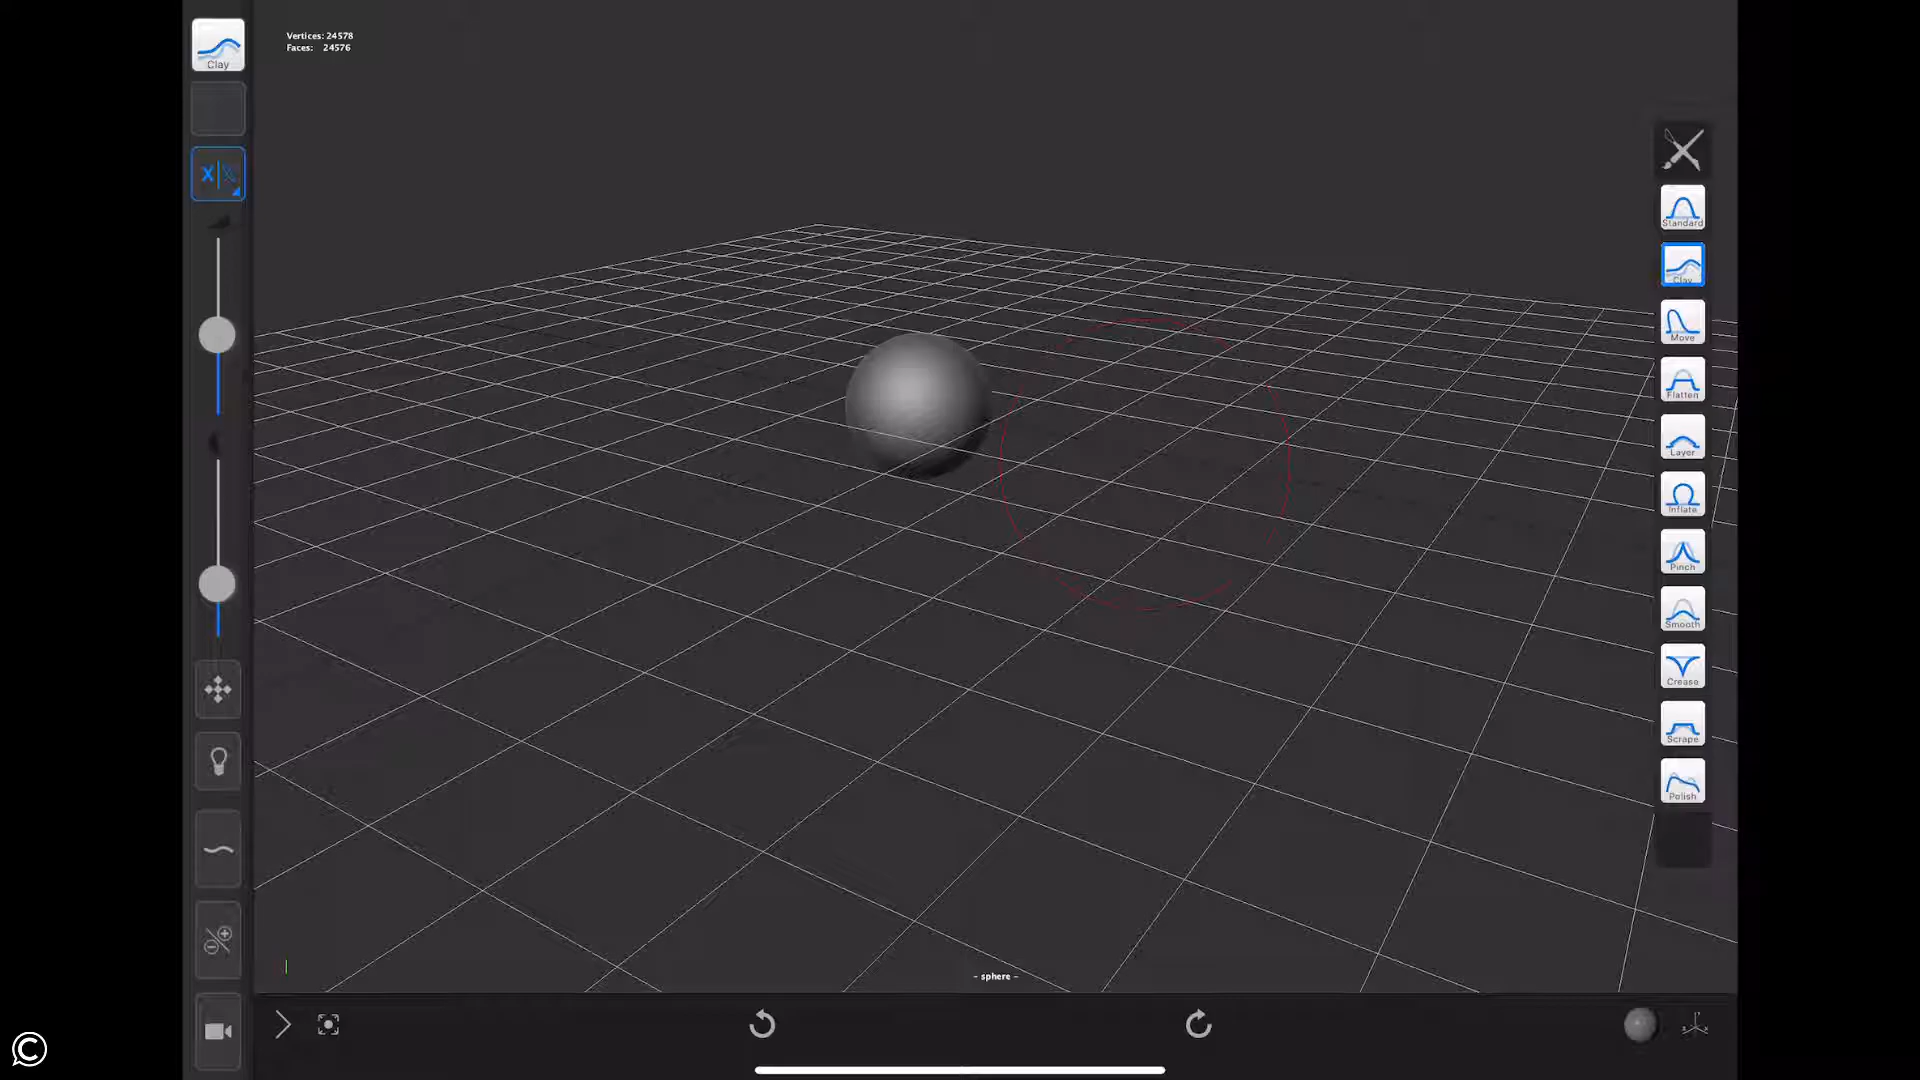 Clay
Vertices: 24578
Faces: 24576
X|X
Standard
Clay
Move
Flatten
Layer
Inflate
Pinch
Smooth
Crease
Scrape
Polish
- sphere -